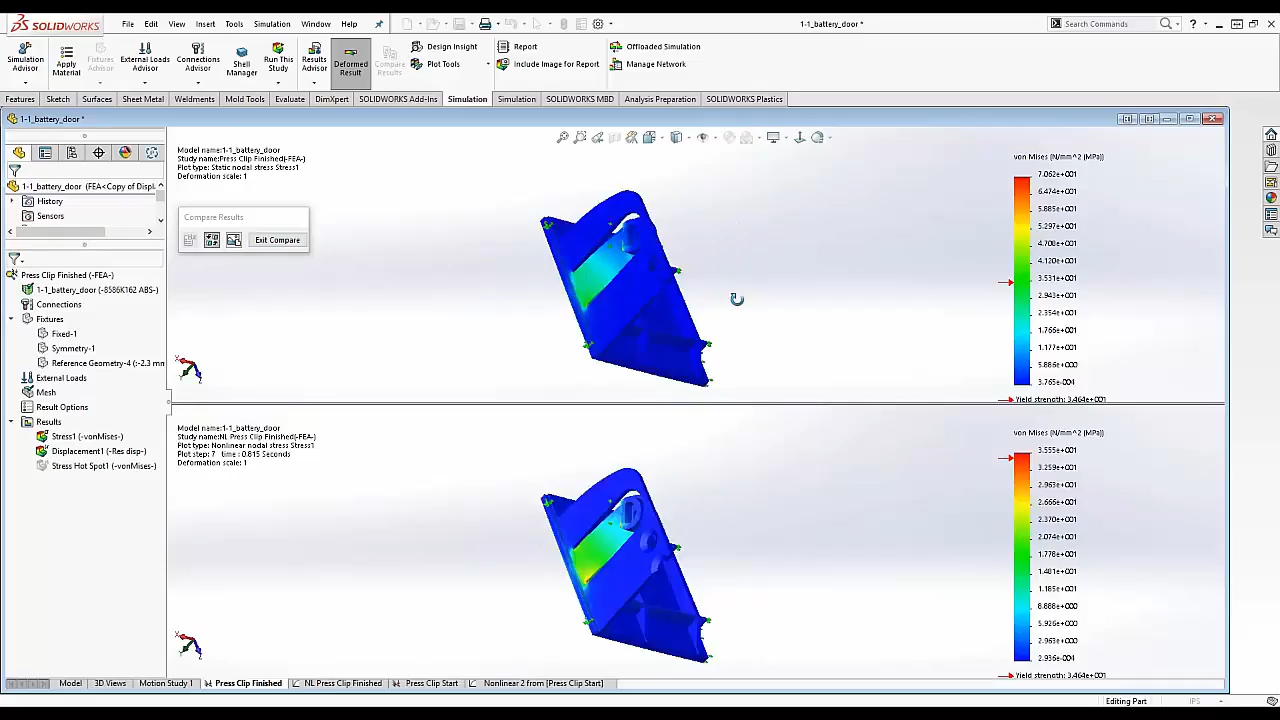 SOLIDWORKS
File Edit View Insert Tools Simulation Window Help
1-1_battery_door *
Search Commands
Simulation Advisor
Apply Material
Fixtures Advisor
External Loads Advisor
Connections Advisor
Shell Manager
Run This Study
Results Advisor
Deformed Result
Compare Results
Design Insight
Plot Tools
Report
Include Image for Report
Offloaded Simulation
Manage Network
Features Sketch Surfaces Sheet Metal Weldments Mold Tools Evaluate DimXpert SOLIDWORKS Add-Ins Simulation Simulation SOLIDWORKS MBD Analysis Preparation SOLIDWORKS Plastics
1-1_battery_door *
1-1_battery_door (FEA<Copy of Displ
History
Sensors
Press Clip Finished (-FEA-)
1-1_battery_door (-8586K162 ABS-)
Connections
Fixtures
Fixed-1
Symmetry-1
Reference Geometry-4 (:-2.3 mn
External Loads
Mesh
Result Options
Results
Stress1 (-vonMises-)
Displacement1 (-Res disp-)
Stress Hot Spot1 (-vonMises-)
Model name:1-1_battery_door
Study name:Press Clip Finished(-FEA-)
Plot type: Static nodal stress Stress1
Deformation scale: 1
Compare Results
Exit Compare
von Mises (N/mm^2 (MPa))
7.062e+001
6.474e+001
5.297e+001
4.708e+001
4.120e+001
3.531e+001
2.943e+001
2.354e+001
1.766e+001
1.177e+001
5.886e+000
3.765e-004
Yield strength: 3.464e+001
Model name:1-1_battery_door
Study name:NL Press Clip Finished(-FEA-)
Plot type: Nonlinear nodal stress Stress1
Plot step: 7 time : 0.815 Seconds
Deformation scale: 1
von Mises (N/mm^2 (MPa))
3.555e+001
3.259e+001
2.963e+001
2.666e+001
2.370e+001
2.074e+001
1.778e+001
1.481e+001
1.185e+001
8.888e+000
5.926e+000
2.963e+000
2.936e-004
Yield strength: 3.464e+001
Model 3D Views Motion Study 1 Press Clip Finished NL Press Clip Finished Press Clip Start Nonlinear 2 from [Press Clip Start]
Editing Part IPS